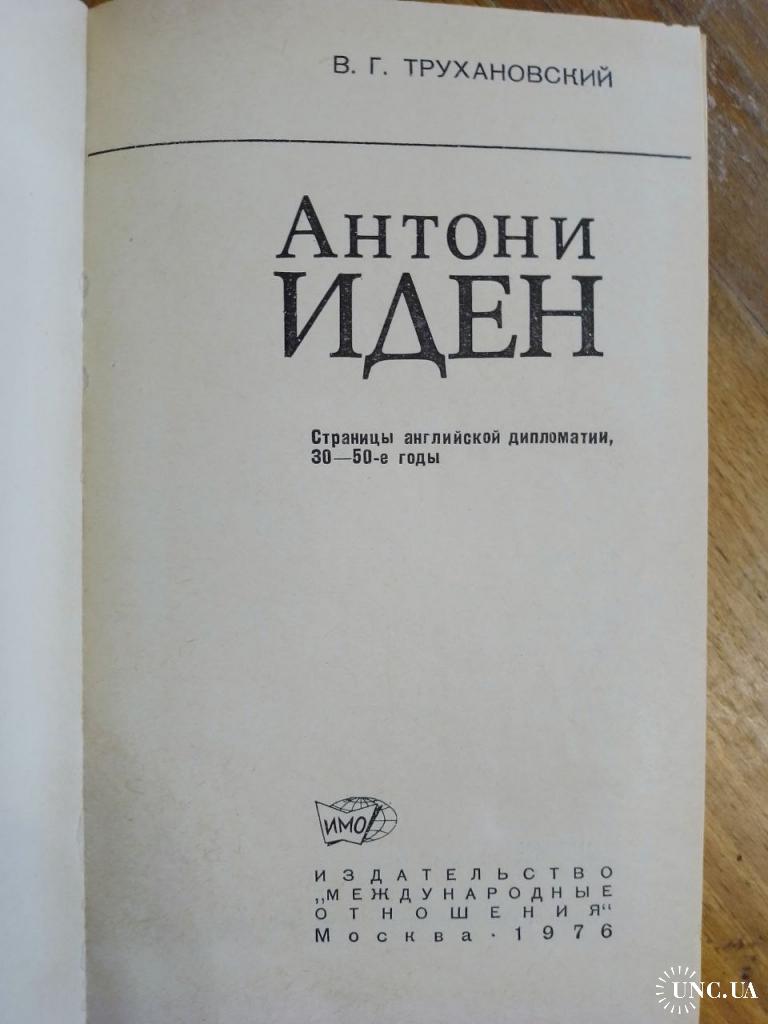 В. Г. ТРУХАНОВСКИЙ
АНТОНИ
ИДЕН
Страницы английской дипломатии,
30—50-е годы
ИМО
ИЗДАТЕЛЬСТВО
„МЕЖДУНАРОДНЫЕ
ОТНОШЕНИЯ“
Москва · 1976
UNC.UA